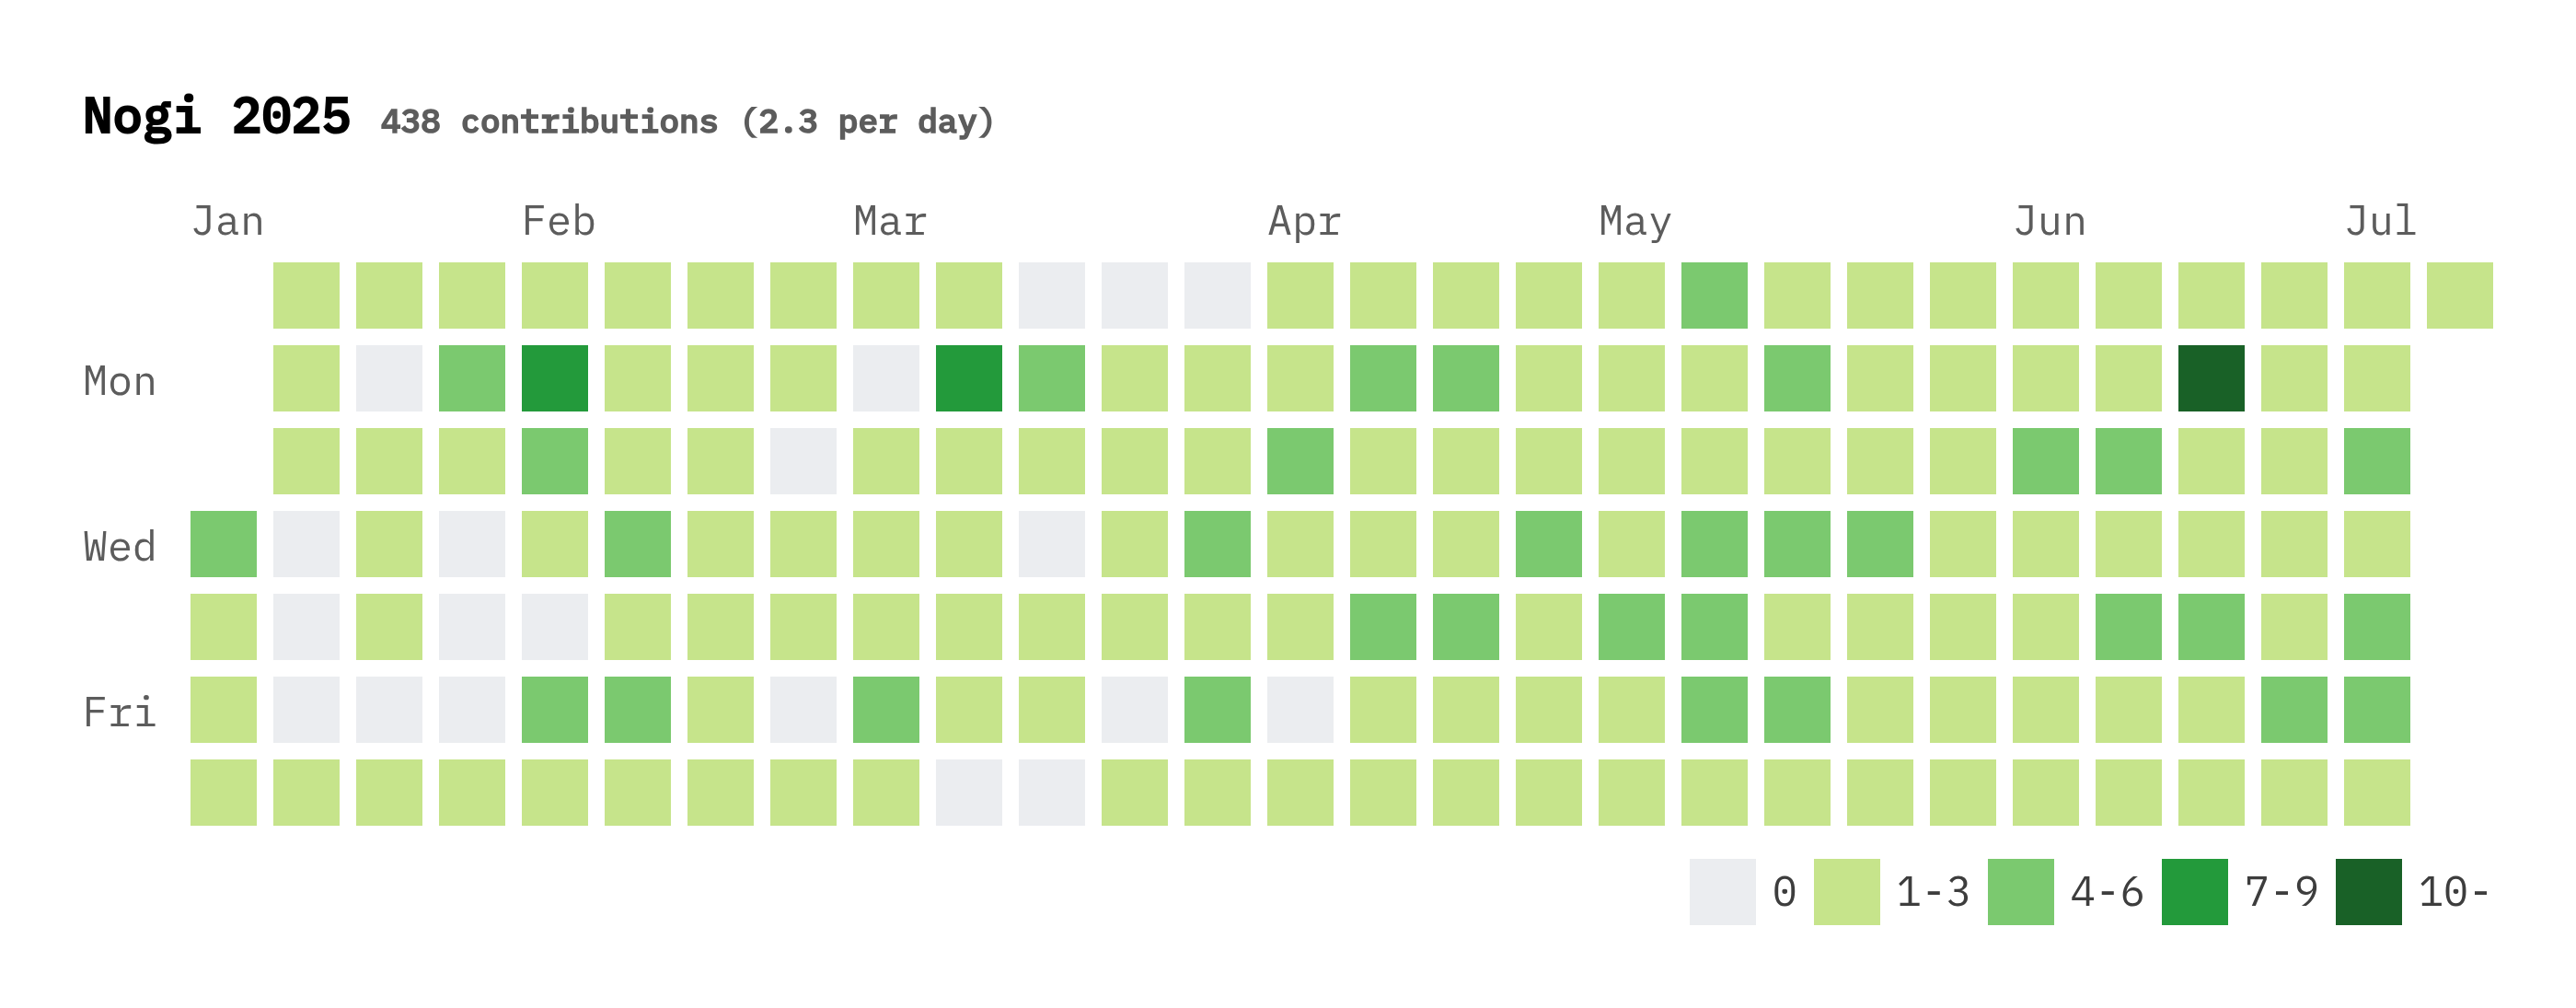 Nogi 2025 438 contributions (2.3 per day)
Jan Feb Mar Apr May Jun Jul
Mon
Wed
Fri
0 1-3 4-6 7-9 10-